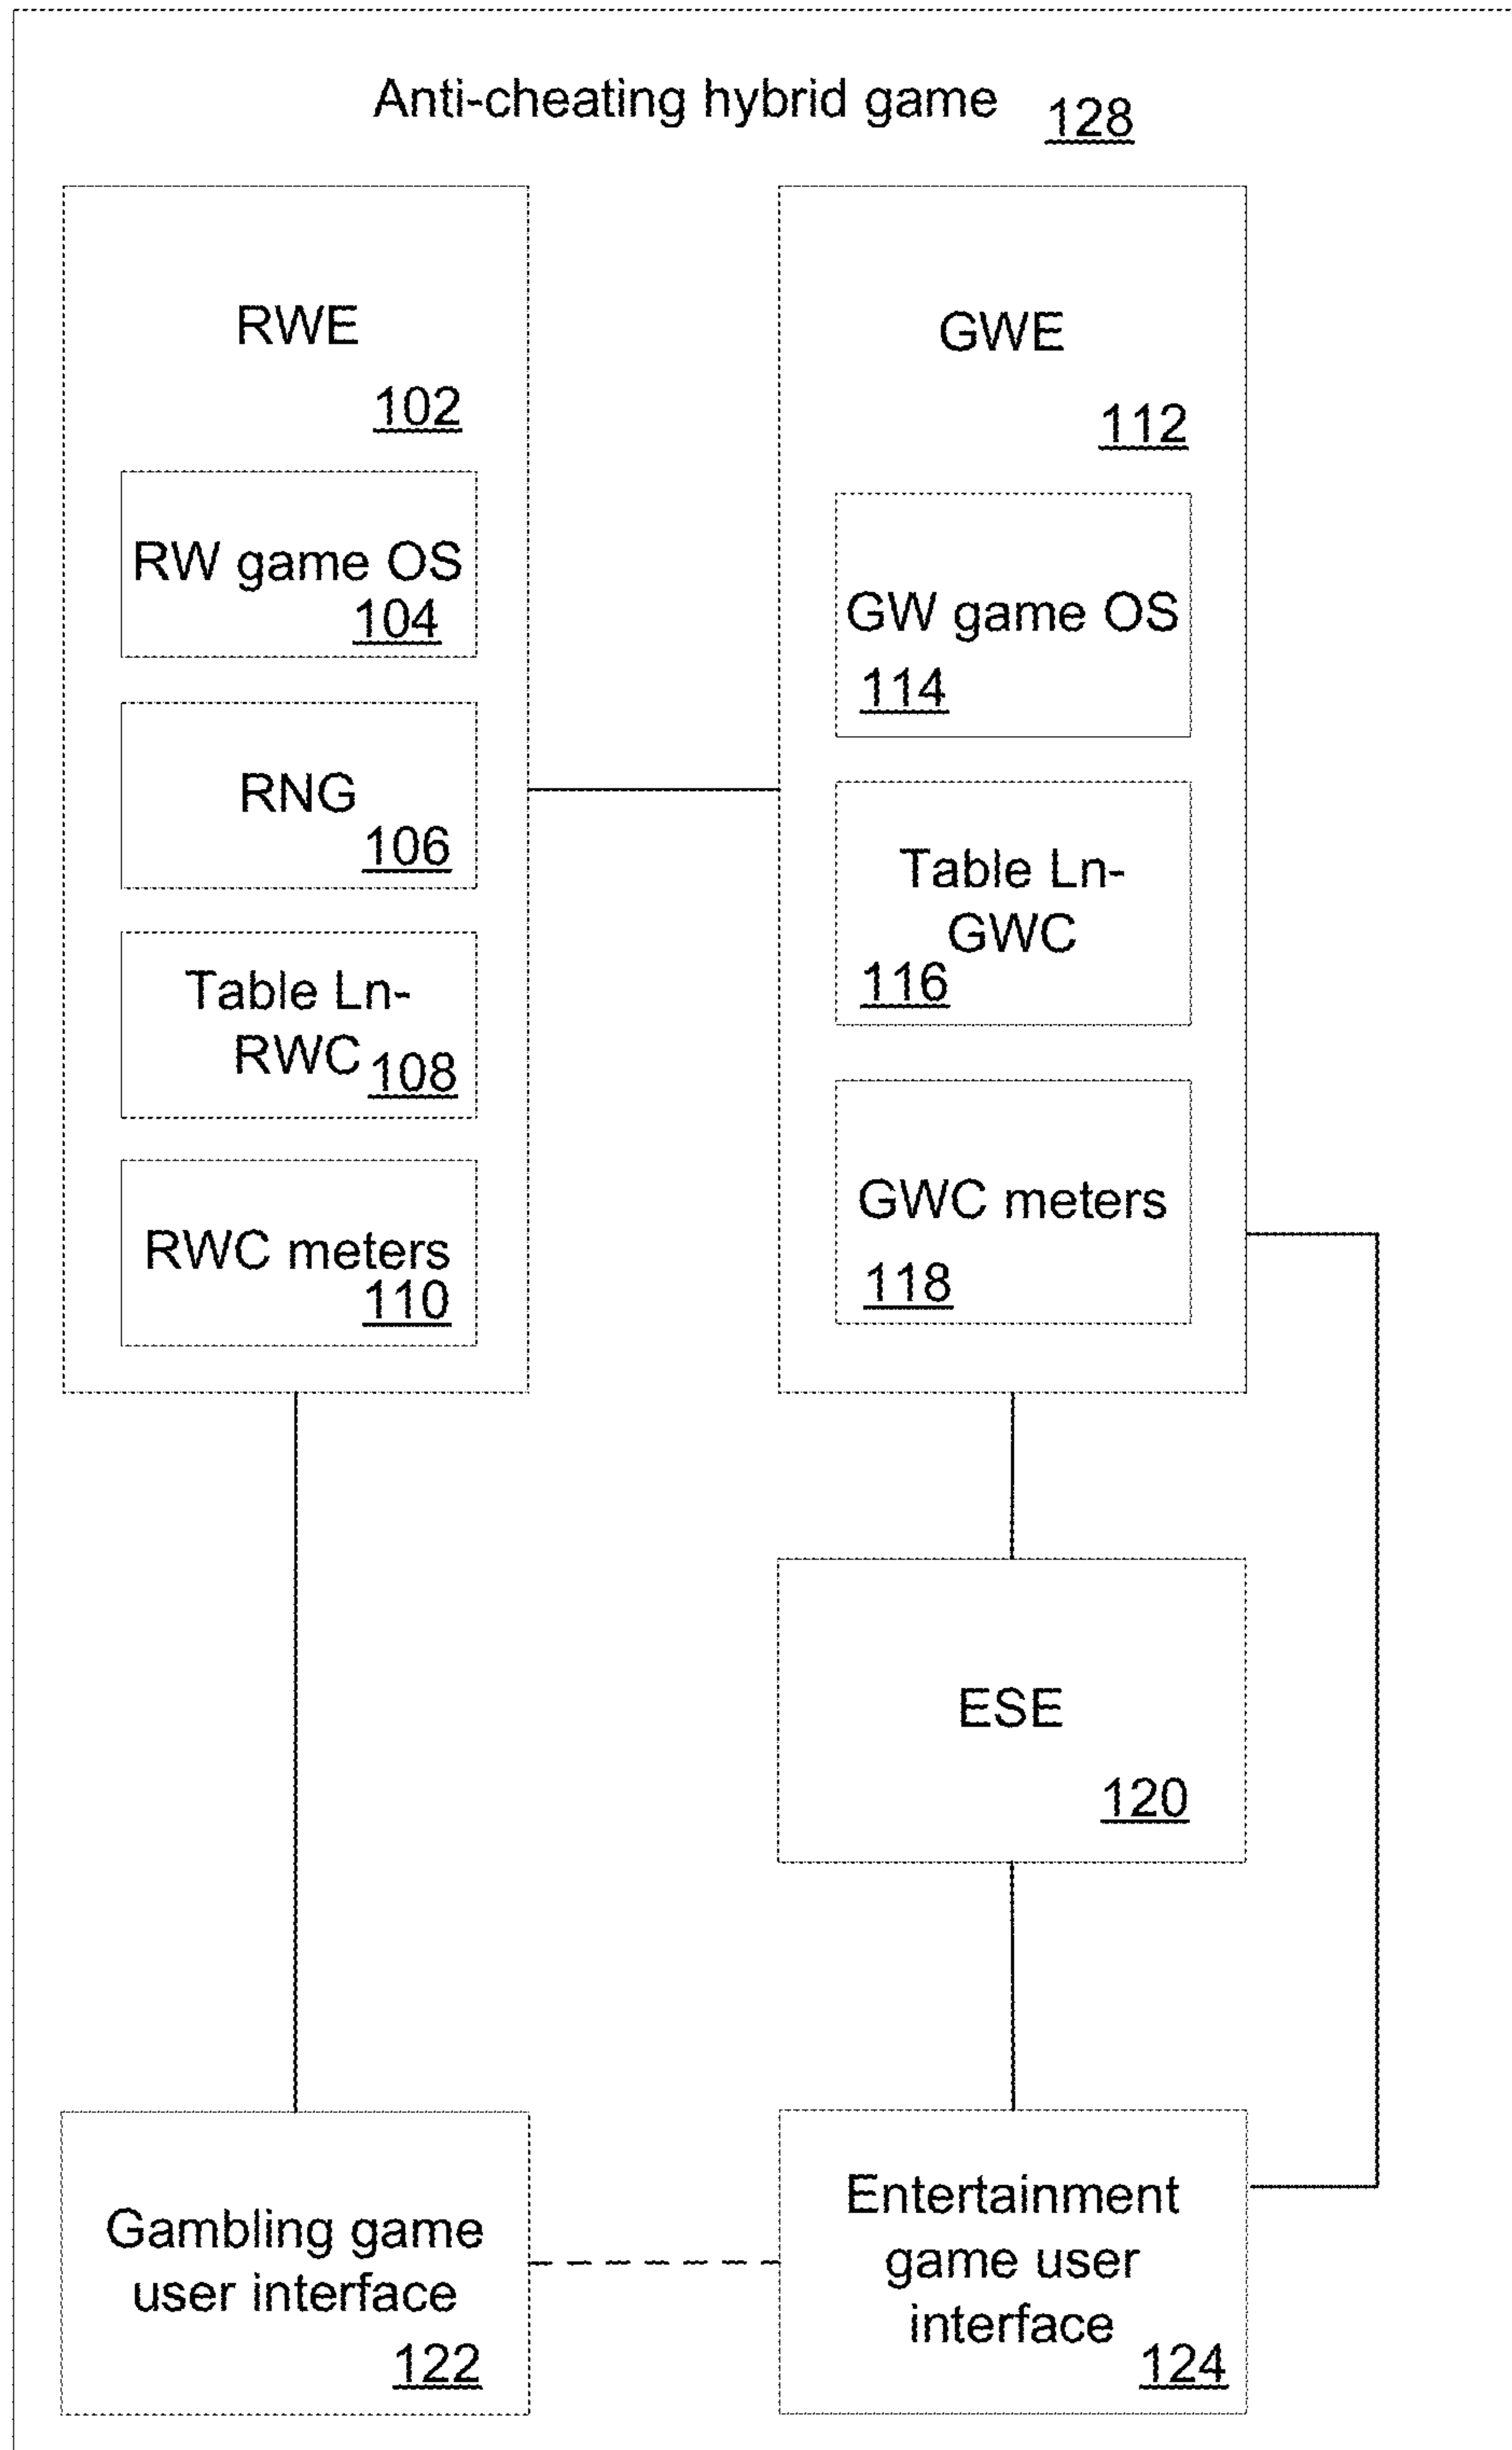 Anti-cheating hybrid game 128
RWE
102
RW game OS
104
RNG
106
Table Ln-
RWC 108
RWC meters
110
GWE
112
GW game OS
114
Table Ln-
GWC
116
GWC meters
118
ESE
120
Gambling game
user interface
122
Entertainment
game user
interface
124